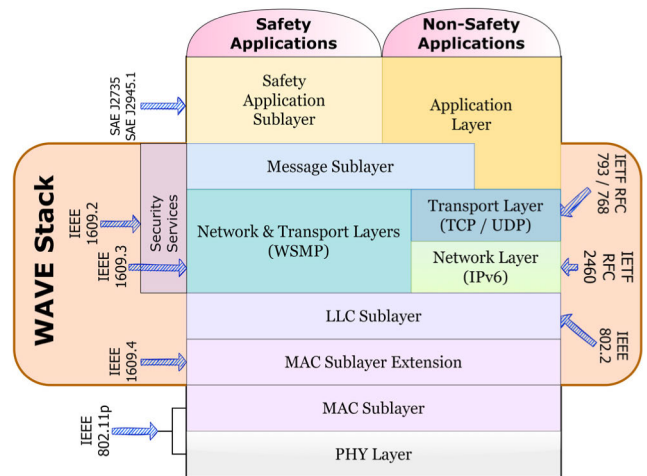 Safety
Applications
Non-Safety
Applications
SAE J2735
SAE J2945.1
Safety
Application
Sublayer
Application
Layer
WAVE Stack
Security
Services
Message Sublayer
IETF RFC
793 / 768
IEEE
1609.2
Network & Transport Layers
(WSMP)
Transport Layer
(TCP / UDP)
IEEE
1609.3
Network Layer
(IPv6)
IETF
RFC
2460
LLC Sublayer
IEEE
802.2
IEEE
1609.4
MAC Sublayer Extension
IEEE
802.11p
MAC Sublayer
PHY Layer